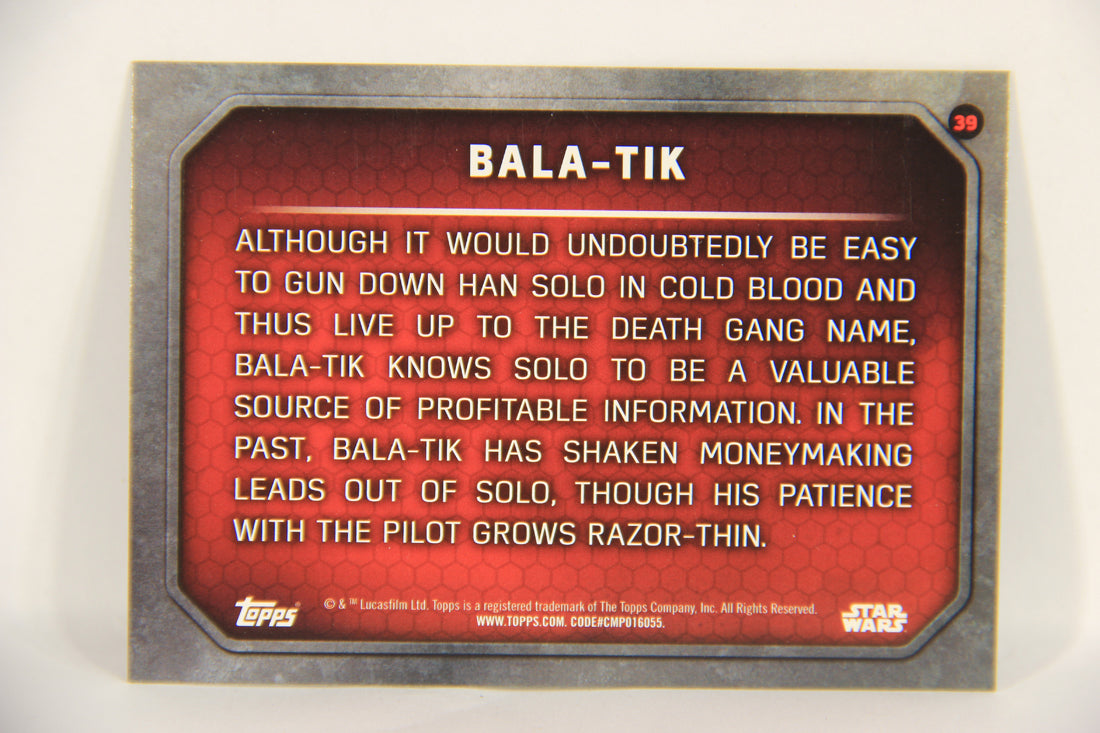 39
BALA-TIK
ALTHOUGH IT WOULD UNDOUBTEDLY BE EASY
TO GUN DOWN HAN SOLO IN COLD BLOOD AND
THUS LIVE UP TO THE DEATH GANG NAME,
BALA-TIK KNOWS SOLO TO BE A VALUABLE
SOURCE OF PROFITABLE INFORMATION. IN THE
PAST, BALA-TIK HAS SHAKEN MONEYMAKING
LEADS OUT OF SOLO, THOUGH HIS PATIENCE
WITH THE PILOT GROWS RAZOR-THIN.
topps®
© & ™ Lucasfilm Ltd. Topps is a registered trademark of The Topps Company, Inc. All Rights Reserved.
WWW.TOPPS.COM. CODE#CMP016055.
STAR
WARS